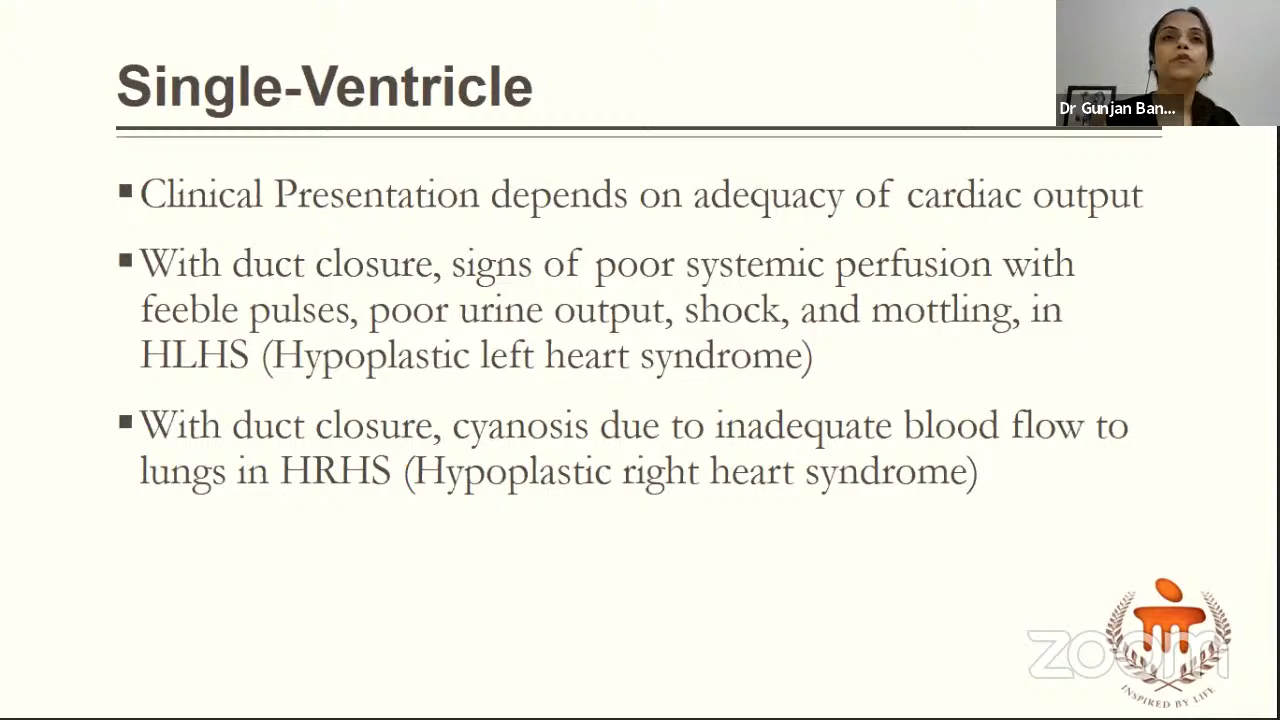 Single-Ventricle
Dr Gunjan Ban...
▪Clinical Presentation depends on adequacy of cardiac output
▪With duct closure, signs of poor systemic perfusion with
feeble pulses, poor urine output, shock, and mottling, in
HLHS (Hypoplastic left heart syndrome)
▪With duct closure, cyanosis due to inadequate blood flow to
lungs in HRHS (Hypoplastic right heart syndrome)
zoom
INSPIRED BY LIFE